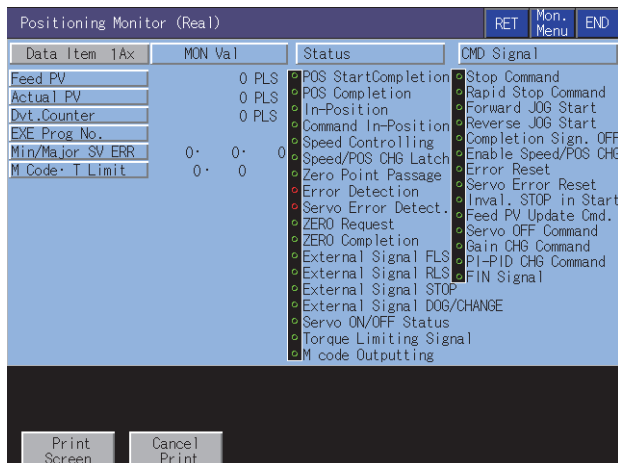 Positioning Monitor (Real)
RET
Mon. Menu
END
Data Item 1Ax
MON Val
Status
CMD Signal
Feed PV
0 PLS
Actual PV
0 PLS
Dvt.Counter
0 PLS
EXE Prog No.
Min/Major SV ERR
0· 0· 0
M Code· T Limit
0· 0
POS StartCompletion
POS Completion
In-Position
Command In-Position
Speed Controlling
Speed/POS CHG Latch
Zero Point Passage
Error Detection
Servo Error Detect.
ZERO Request
ZERO Completion
External Signal FLS
External Signal RLS
External Signal STOP
External Signal DOG/CHANGE
Servo ON/OFF Status
Torque Limiting Signal
M code Outputting
Stop Command
Rapid Stop Command
Forward JOG Start
Reverse JOG Start
Completion Sign. OFF
Enable Speed/POS CHG
Error Reset
Servo Error Reset
Inval. STOP in Start
Feed PV Update Cmd.
Servo OFF Command
Gain CHG Command
PI-PID CHG Command
FIN Signal
Print
Screen
Cancel
Print